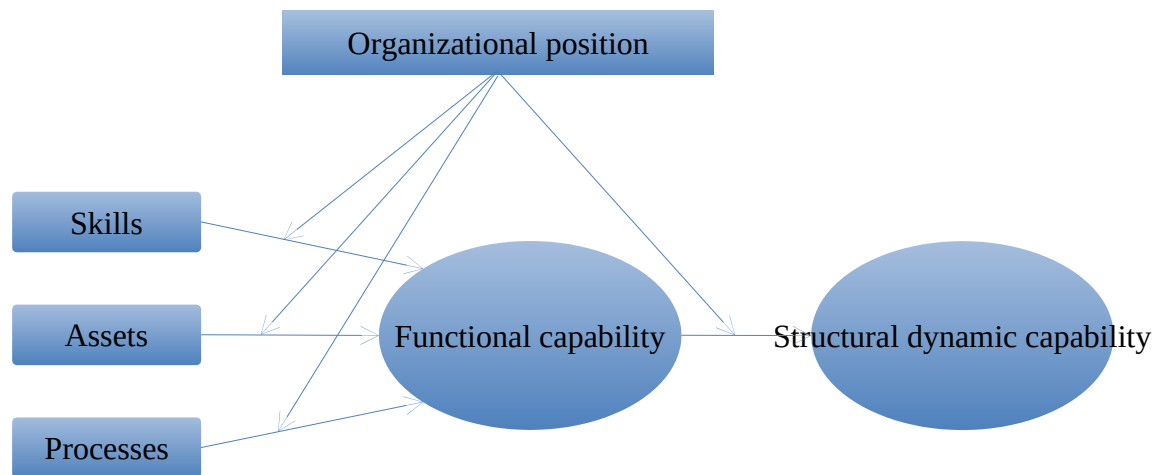 Organizational position
Skills
Assets
Functional capability
Structural dynamic capability
Processes